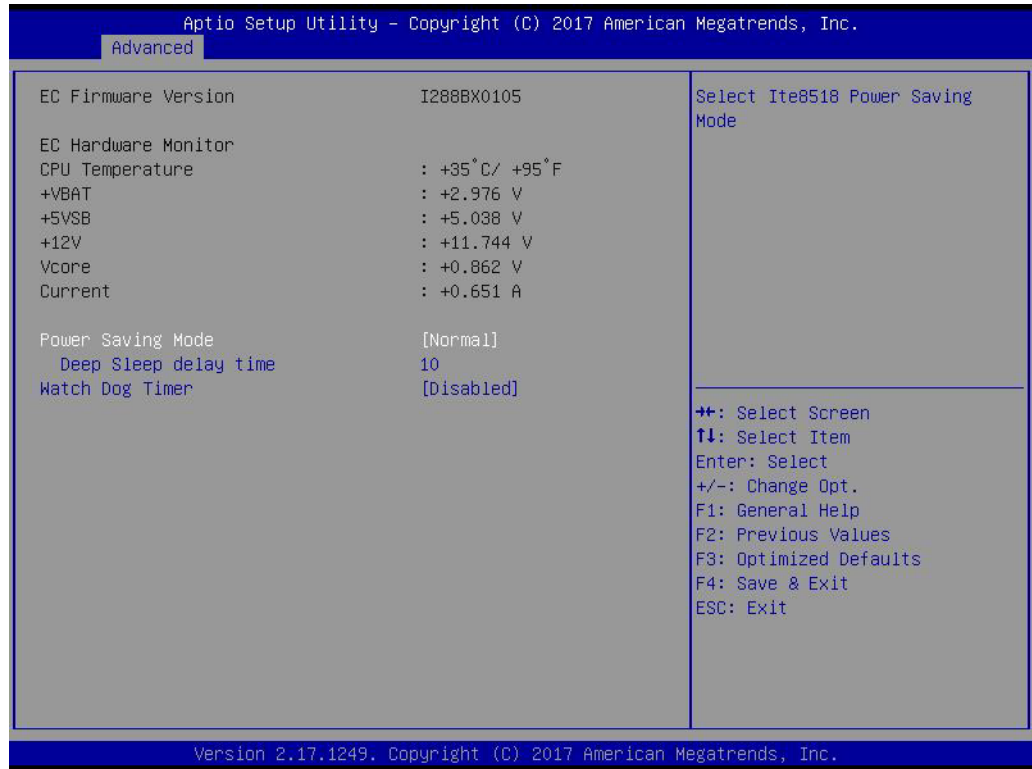 Aptio Setup Utility – Copyright (C) 2017 American Megatrends, Inc.
Advanced
EC Firmware Version I288BX0105
EC Hardware Monitor
CPU Temperature : +35°C/ +95°F
+VBAT : +2.976 V
+5VSB : +5.038 V
+12V : +11.744 V
Vcore : +0.862 V
Current : +0.651 A
Power Saving Mode [Normal]
Deep Sleep delay time 10
Watch Dog Timer [Disabled]
Select Ite8518 Power Saving
Mode
→←: Select Screen
↑↓: Select Item
Enter: Select
+/-: Change Opt.
F1: General Help
F2: Previous Values
F3: Optimized Defaults
F4: Save & Exit
ESC: Exit
Version 2.17.1249. Copyright (C) 2017 American Megatrends, Inc.